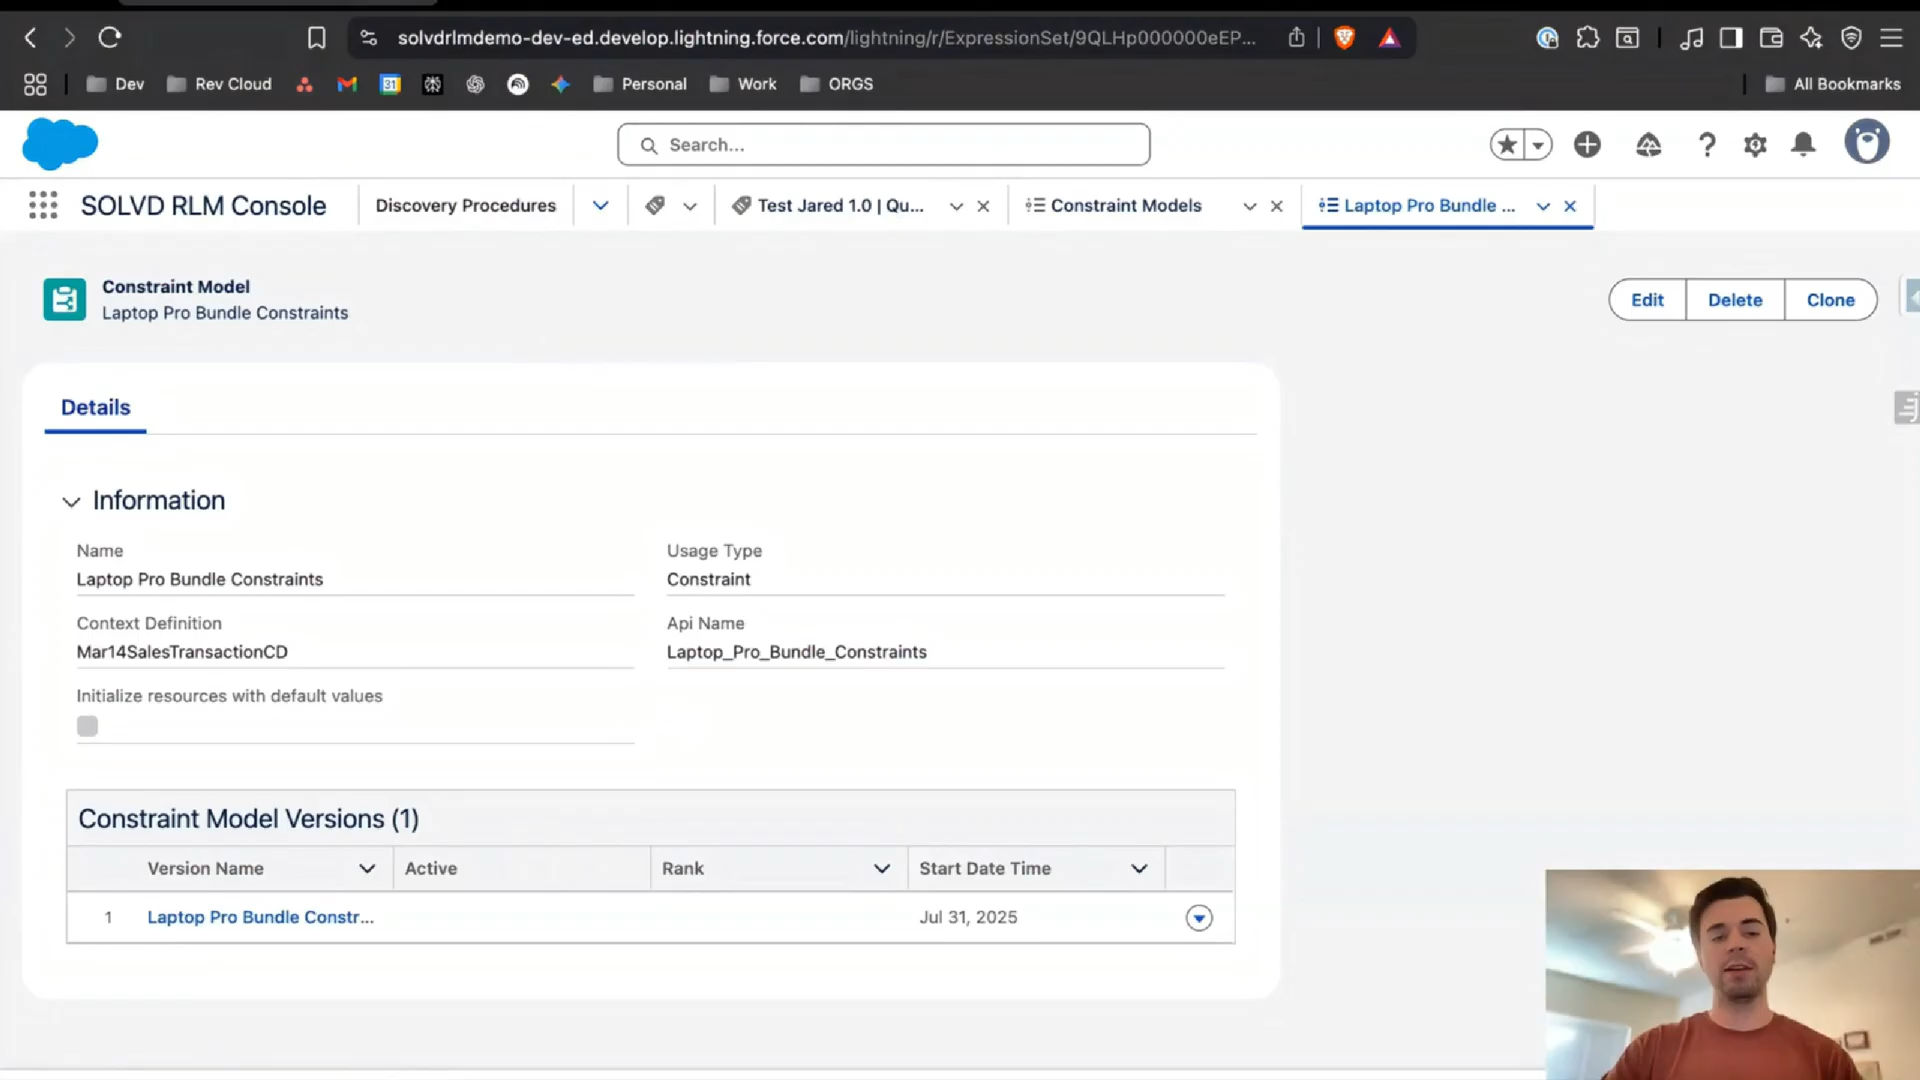 solvdrlmdemo-dev-ed.develop.lightning.force.com/lightning/r/ExpressionSet/9QLHp000000eEP...
Dev
Rev Cloud
31
Personal
Work
ORGS
All Bookmarks
Search...
SOLVD RLM Console
Discovery Procedures
Test Jared 1.0 | Qu...
Constraint Models
Laptop Pro Bundle ...
Constraint Model
Laptop Pro Bundle Constraints
Edit
Delete
Clone
Details
Information
Name
Laptop Pro Bundle Constraints
Usage Type
Constraint
Context Definition
Mar14SalesTransactionCD
Api Name
Laptop_Pro_Bundle_Constraints
Initialize resources with default values
Constraint Model Versions (1)
Version Name
Active
Rank
Start Date Time
1
Laptop Pro Bundle Constr...
Jul 31, 2025